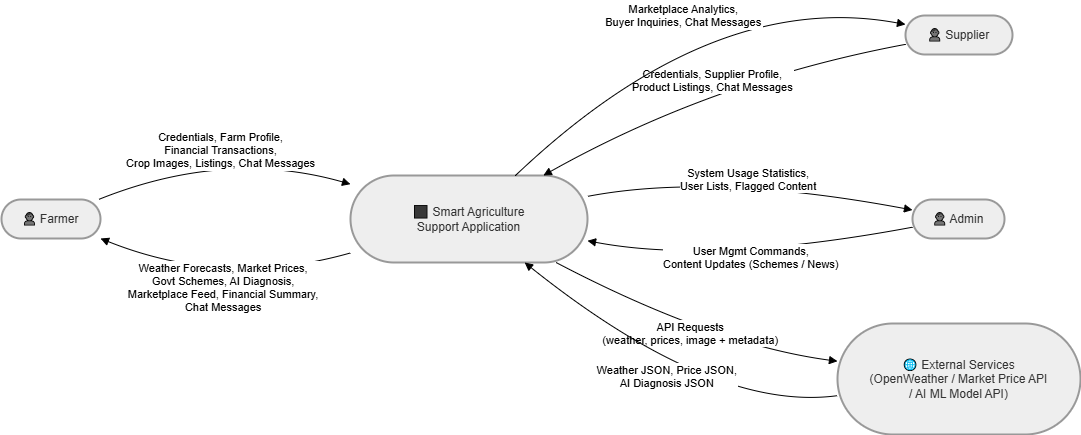 Marketplace Analytics,
Buyer Inquiries, Chat Messages
Supplier
Credentials, Supplier Profile,
Product Listings, Chat Messages
Credentials, Farm Profile,
Financial Transactions,
Crop Images, Listings, Chat Messages
System Usage Statistics,
User Lists, Flagged Content
Farmer
Smart Agriculture
Support Application
Admin
User Mgmt Commands,
Content Updates (Schemes / News)
Weather Forecasts, Market Prices,
Govt Schemes, AI Diagnosis,
Marketplace Feed, Financial Summary,
Chat Messages
API Requests
(weather, prices, image + metadata)
Weather JSON, Price JSON,
AI Diagnosis JSON
External Services
(OpenWeather / Market Price API
/ AI ML Model API)